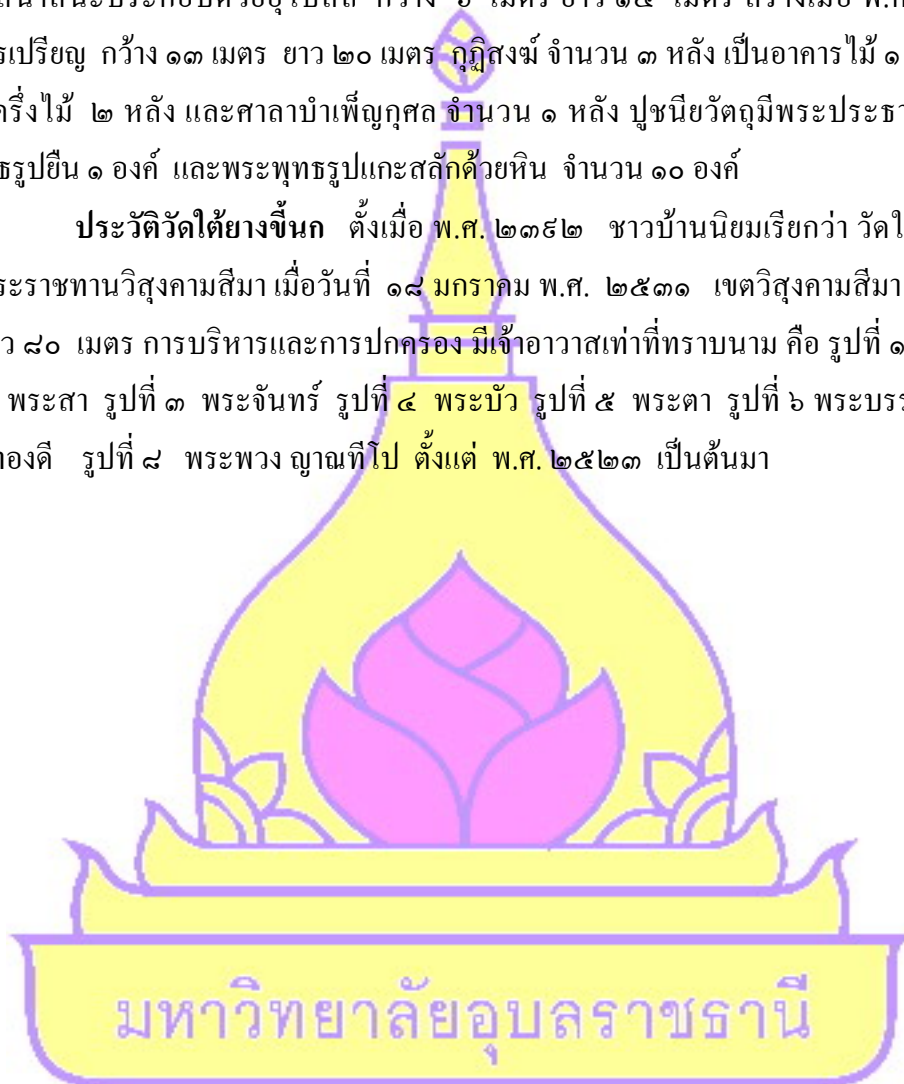 กว้าง ๖ เมตร ยาว ๑๕ เมตร สร้างเมื่อ
รเปรียญ กว้าง ๑๓ เมตร ยาว ๒๐ เมตร กุฏิสงฆ์ จำนวน ๓ หลัง เป็นอาคารไม้ ๑
ครึ่งไม้ ๒ หลัง และศาลาบำเพ็ญกุศล จำนวน ๑ หลัง ปูชนียวัตถุมีพระประธา
ธรูปยืน ๑ องค์ และพระพุทธรูปแกะสลักด้วยหิน จำนวน ๑๐ องค์
ประวัติวัดใต้ยางขี้นก ตั้งเมื่อ พ.ศ. ๒๓๙๒ ชาวบ้านนิยมเรียกว่า วัดใ
ระราชทานวิสุงคามสีมา เมื่อวันที่ ๑๘ มกราคม พ.ศ. ๒๕๓๑ เขตวิสุงคามสีมา
ว ๘๐ เมตร การบริหารและการปกครอง มีเจ้าอาวาสเท่าที่ทราบนาม คือ รูปที่ ๑
พระสา รูปที่ ๓ พระจันทร์ รูปที่ ๔ พระบัว รูปที่ ๕ พระตา รูปที่ ๖ พระบรร
ทองดี รูปที่ ๘ พระพวง ญาณทีโป ตั้งแต่ พ.ศ. ๒๕๒๓ เป็นต้นมา
มหาวิทยาลัยอุบลราชธานี